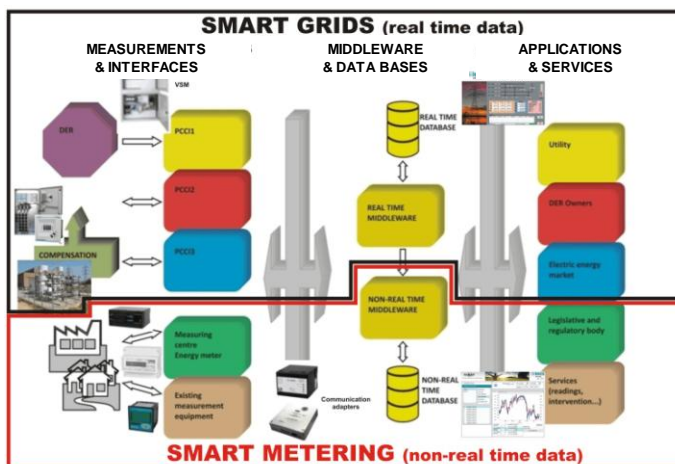 SMART GRIDS (real time data)
MEASUREMENTS
& INTERFACES
MIDDLEWARE
& DATA BASES
APPLICATIONS
& SERVICES
VSM
DER
PCCI1
REAL TIME
DATABASE
Utility
PCCI2
REAL TIME
MIDDLEWARE
DER Owners
COMPENSATION
PCCI3
Electric energy
market
NON-REAL TIME
MIDDLEWARE
Legislative and
regulatory body
Measuring
centre
Energy meter
Existing
measurement
equipment
Communication
adapters
NON-REAL
TIME
DATABASE
Services
(readings,
intervention...)
SMART METERING (non-real time data)